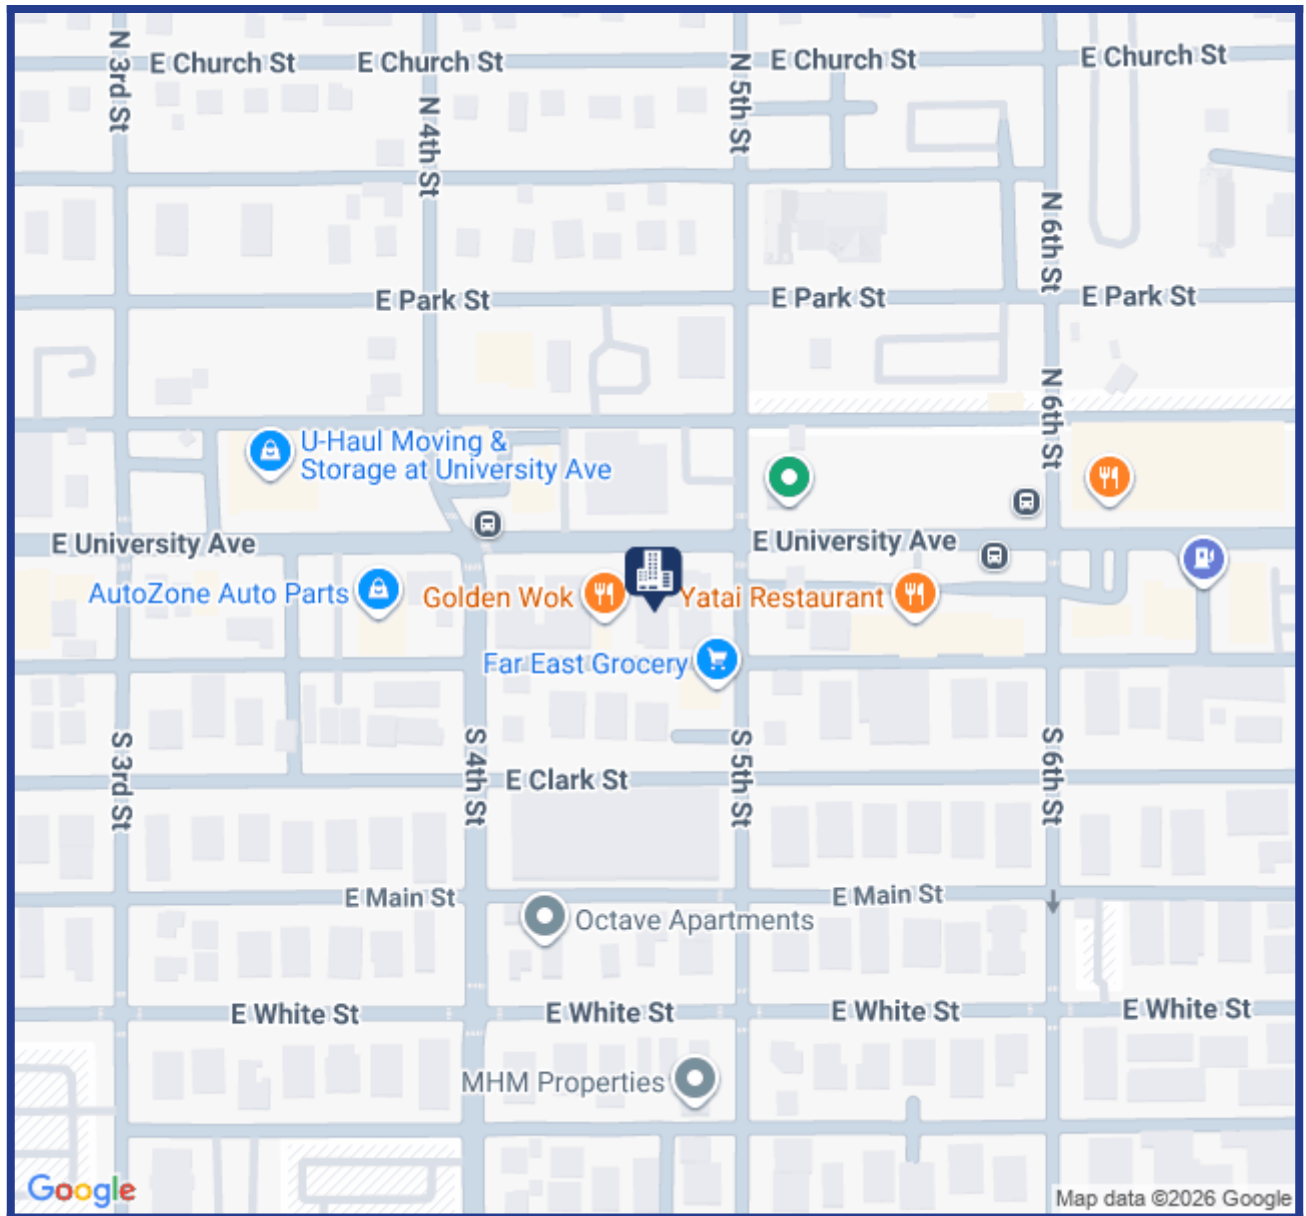 N 3rd St
E Church St
E Church St
N 4th St
N 5th St
E Church St
E Church St
N 6th St
E Park St
E Park St
E Park St
N 6th St
U-Haul Moving &
Storage at University Ave
E University Ave
E University Ave
AutoZone Auto Parts
Golden Wok
Yatai Restaurant
Far East Grocery
S 3rd St
S 4th St
S 5th St
S 6th St
E Clark St
E Main St
E Main St
Octave Apartments
E White St
E White St
E White St
E White St
MHM Properties
Google
Map data ©2026 Google